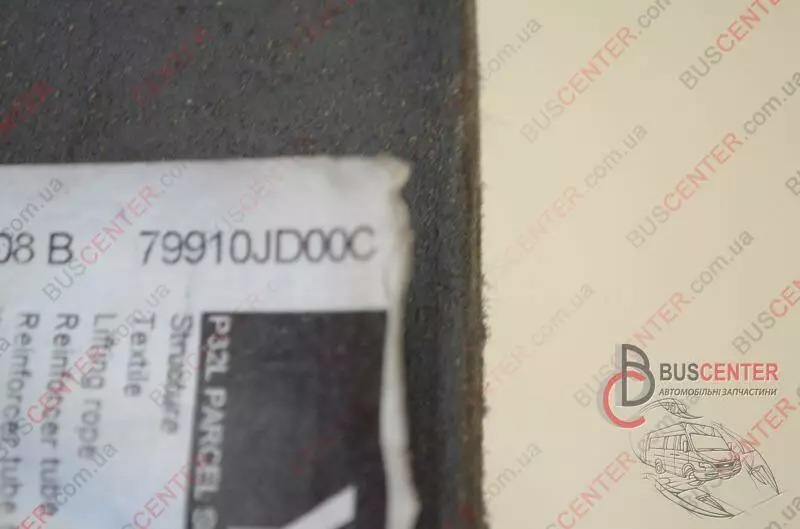 08 B 79910JD00C
P32L PARCEL S
Structure
Textile
Lifting rope
Reinforcer tube
Reinforcer tube
BUSCENTER
АВТОМОБІЛЬНІ ЗАПЧАСТИНИ
BUSCENTER.com.ua